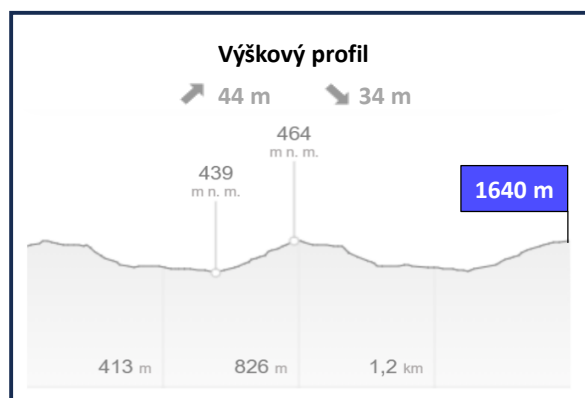 Výškový profil
44 m 34 m
464
m n. m.
439
m n. m.
1640 m
413 m 826 m 1,2 km